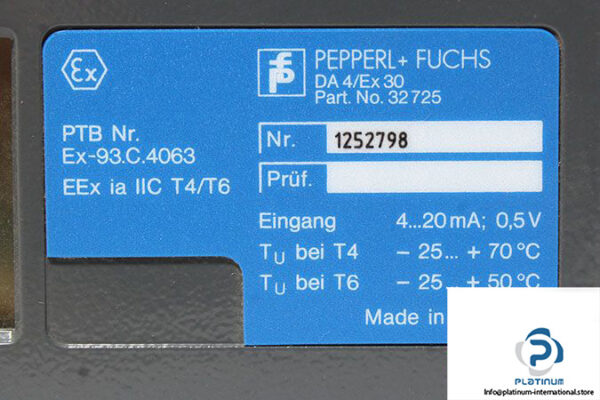 Ex
PTB Nr.
Ex-93.C.4063
EEx ia IIC T4/T6
PEPPERL+ FUCHS
DA 4/Ex 30
Part. No. 32 725
Nr. 1252798
Prüf.
Eingang 4...20 mA; 0,5 V
TU bei T4 – 25... + 70 °C
TU bei T6 – 25... + 50 °C
Made in
PLATINUM
info@platinum-international.store